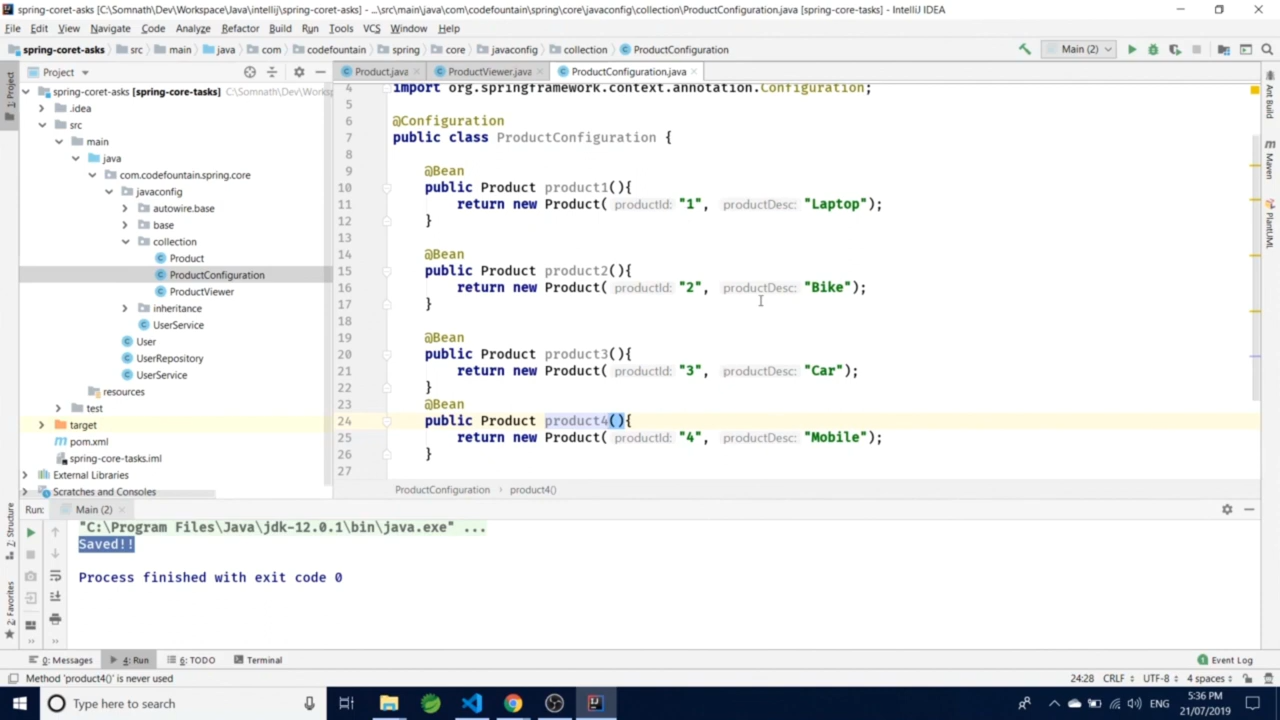 spring-coret-asks [C:\Somnath\Dev\Workspace\Java\intellij\spring-coret-asks] - ...\src\main\java\com\codefountain\spring\core\javaconfig\collection\ProductConfiguration.java [spring-core-tasks] - IntelliJ IDEA
File Edit View Navigate Code Analyze Refactor Build Run Tools VCS Window Help
spring-coret-asks src main java com codefountain spring core javaconfig collection ProductConfiguration Main (2)
Project Product.java ProductViewer.java ProductConfiguration.java
1: Project
spring-coret-asks [spring-core-tasks] C:\Somnath\Dev\Works
.idea
src
main
java
com.codefountain.spring.core
javaconfig
autowire.base
base
collection
Product
ProductConfiguration
ProductViewer
inheritance
UserService
User
UserRepository
UserService
resources
test
target
pom.xml
spring-core-tasks.iml
External Libraries
Scratches and Consoles
4 import org.springframework.context.annotation.Configuration;
5
6 @Configuration
7 public class ProductConfiguration {
8
9 @Bean
10 public Product product1(){
11 return new Product( productId: "1", productDesc: "Laptop");
12 }
13
14 @Bean
15 public Product product2(){
16 return new Product( productId: "2", productDesc: "Bike");
17 }
18
19 @Bean
20 public Product product3(){
21 return new Product( productId: "3", productDesc: "Car");
22 }
23 @Bean
24 public Product product4(){
25 return new Product( productId: "4", productDesc: "Mobile");
26 }
27
ProductConfiguration › product4()
Ant Build
Maven
PlantUML
Run: Main (2)
"C:\Program Files\Java\jdk-12.0.1\bin\java.exe" ...
Saved!!
Process finished with exit code 0
Z: Structure
2: Favorites
0: Messages 4: Run 6: TODO Terminal Event Log
Method 'product4()' is never used 24:28 CRLF UTF-8 4 spaces
Type here to search ENG 5:36 PM
21/07/2019